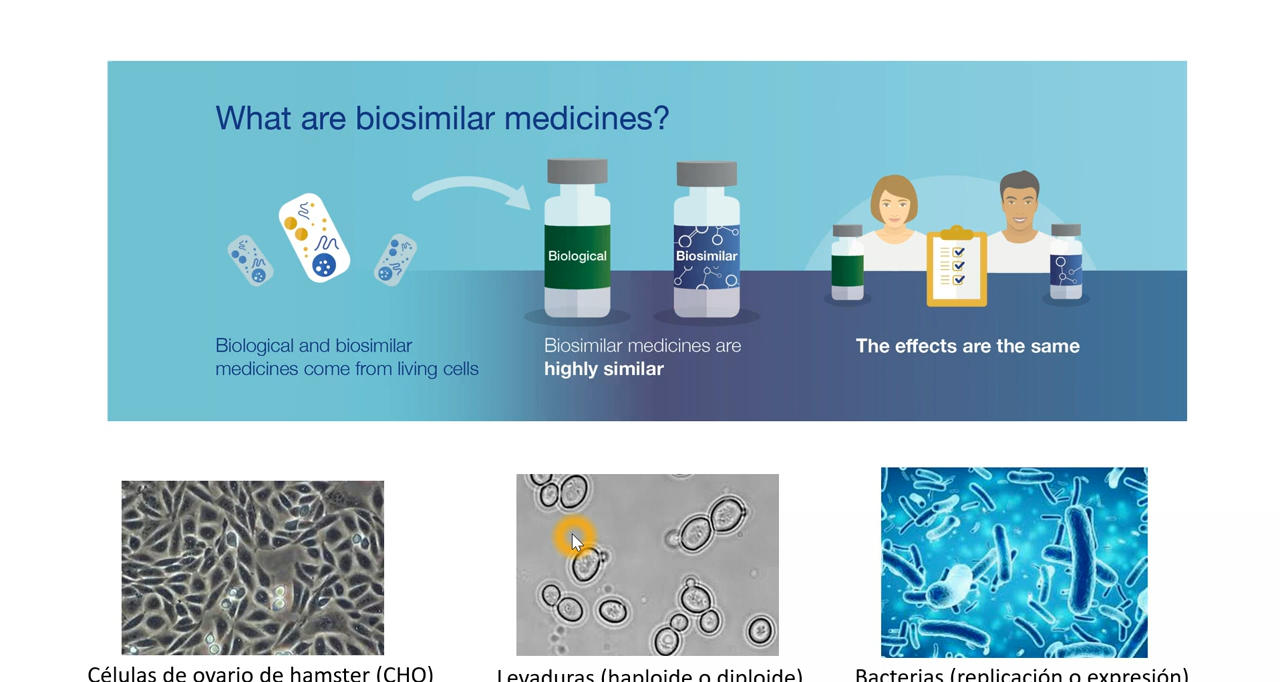 What are biosimilar medicines?
Biological
Biosimilar
Biological and biosimilar
medicines come from living cells
Biosimilar medicines are
highly similar
The effects are the same
Células de ovario de hamster (CHO)
Levaduras (haploide o diploide)
Bacterias (replicación o expresión)